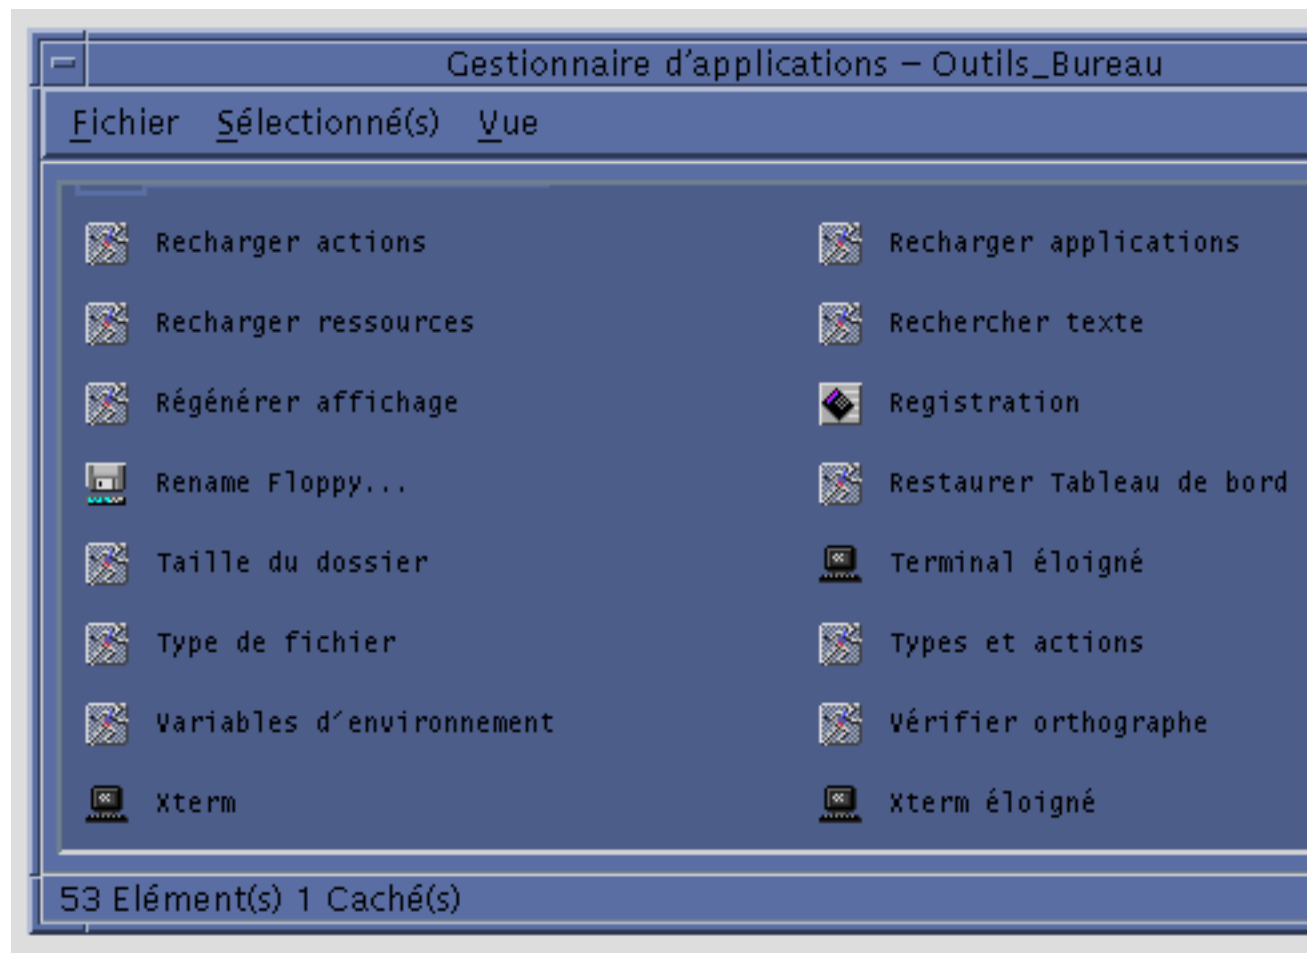 Gestionnaire d'applications – Outils_Bureau
Fichier Sélectionné(s) Vue
Recharger actions Recharger applications
Recharger ressources Rechercher texte
Régénérer affichage Registration
Rename Floppy... Restaurer Tableau de bord
Taille du dossier Terminal éloigné
Type de fichier Types et actions
Variables d´environnement Vérifier orthographe
Xterm Xterm éloigné
53 Elément(s) 1 Caché(s)